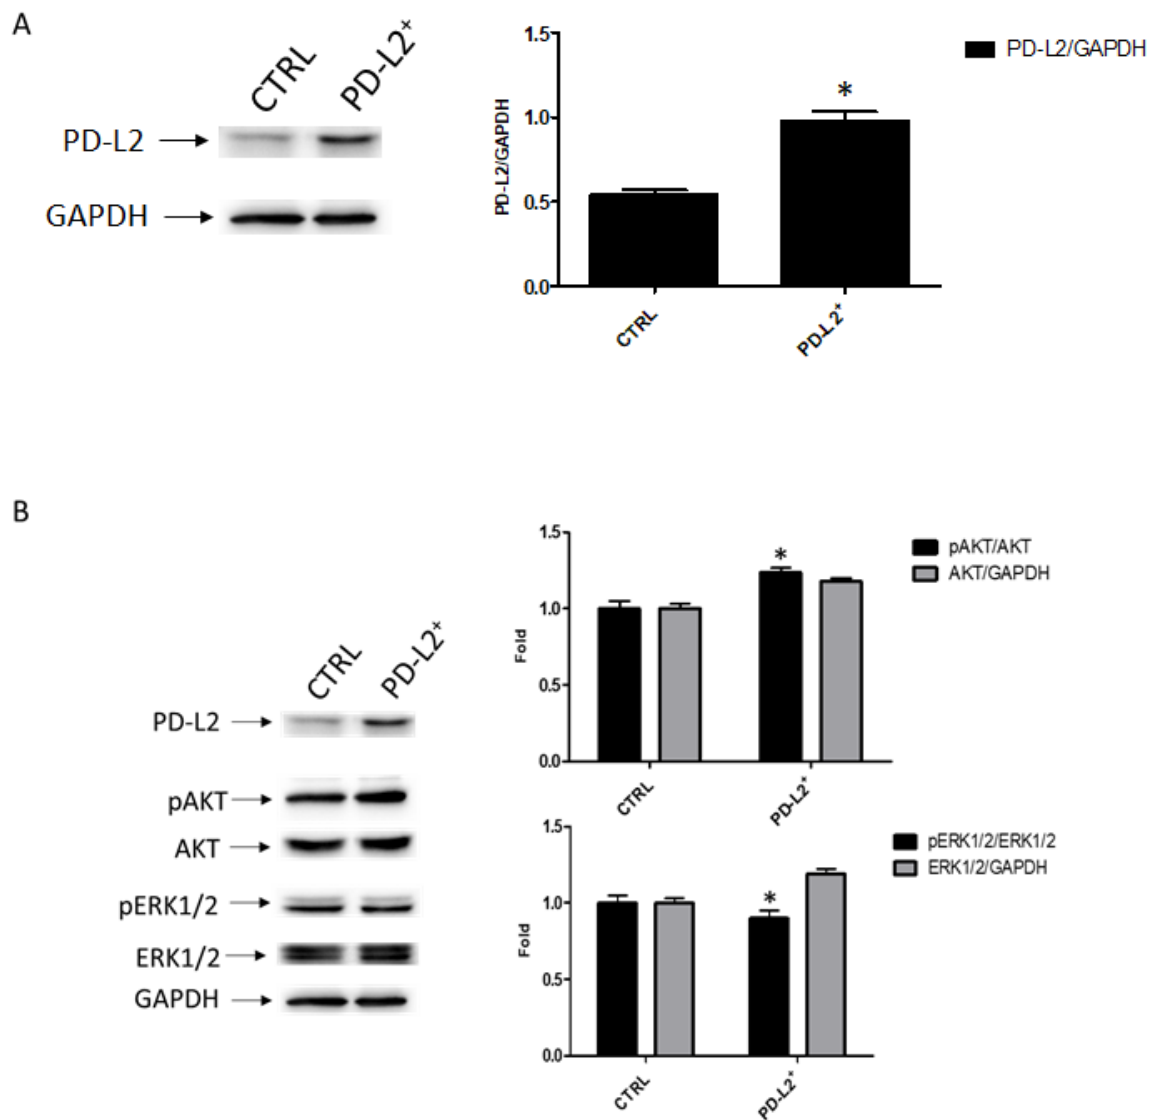 A
CTRL
PD-L2⁺
PD-L2
GAPDH
PD-L2/GAPDH
1.5
1.0
0.5
0.0
*
CTRL
PD-L2⁺
PD-L2/GAPDH
B
CTRL
PD-L2⁺
PD-L2
pAKT
AKT
pERK1/2
ERK1/2
GAPDH
Fold
1.5
1.0
0.5
0.0
*
CTRL
PD-L2⁺
pAKT/AKT
AKT/GAPDH
Fold
1.5
1.0
0.5
0.0
*
CTRL
PD-L2⁺
pERK1/2/ERK1/2
ERK1/2/GAPDH